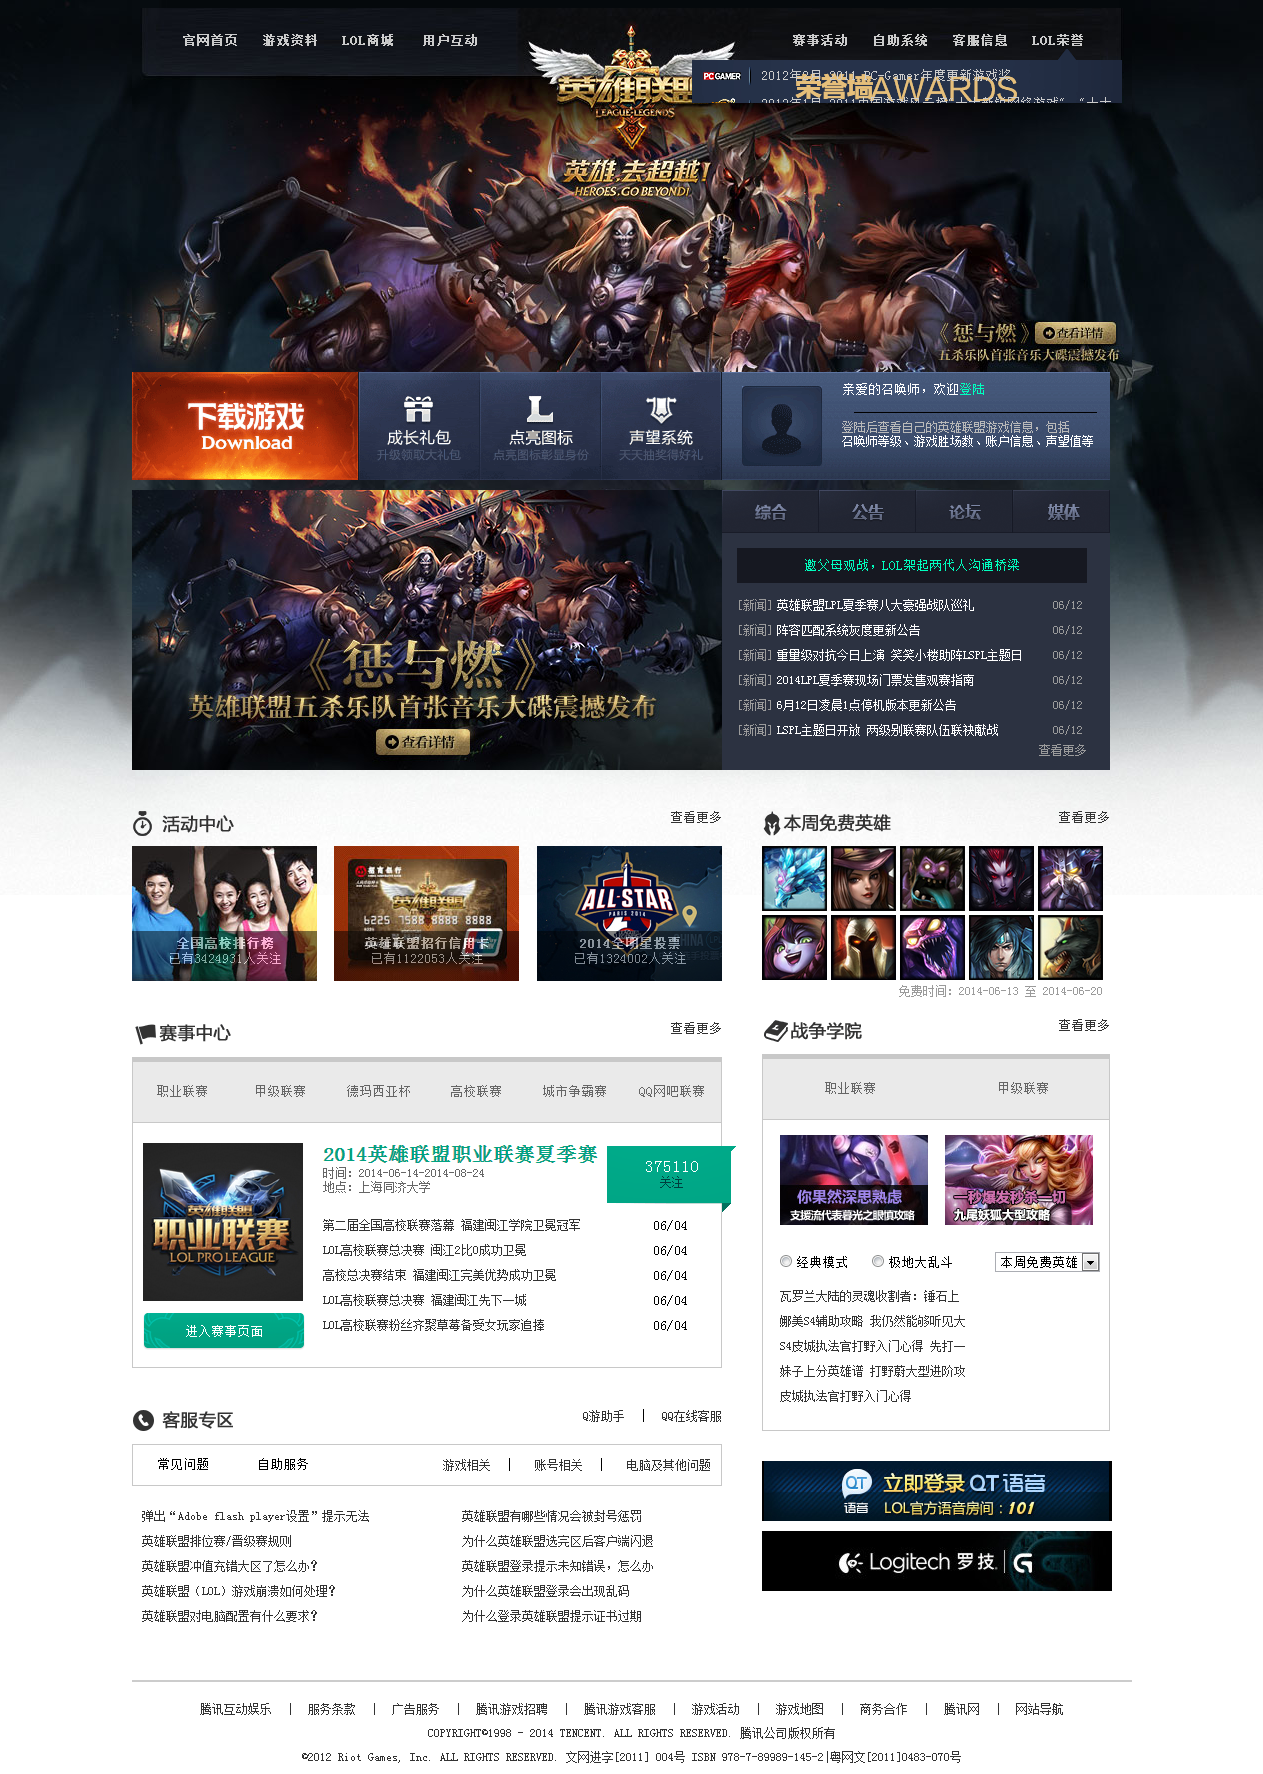 官网首页 游戏资料 LOL商城 用户互动 赛事活动 自助系统 客服信息 LOL荣誉
英雄联盟
LEAGUE·LEGENDS
PC GAMER 2012年2月 2011 PC Gamer年度更新游戏奖
荣誉墙AWARDS
英雄,去超越!
HEROES,GO BEYOND!
《惩与燃》 查看详情
五杀乐队首张音乐大碟震撼发布
下载游戏
Download
成长礼包
升级领取大礼包
点亮图标
点亮图标彰显身份
声望系统
天天抽奖得好礼
亲爱的召唤师，欢迎登陆
登陆后查看自己的英雄联盟游戏信息，包括
召唤师等级、游戏胜场数、账户信息、声望值等
《惩与燃》
英雄联盟五杀乐队首张音乐大碟震撼发布
查看详情
综合 公告 论坛 媒体
邀父母观战，LOL架起两代人沟通桥梁
[新闻] 英雄联盟LPL夏季赛八大豪强战队巡礼 06/12
[新闻] 阵容匹配系统灰度更新公告 06/12
[新闻] 重量级对抗今日上演 笑笑小楼助阵LSPL主题日 06/12
[新闻] 2014LPL夏季赛现场门票发售观赛指南 06/12
[新闻] 6月12日凌晨1点停机版本更新公告 06/12
[新闻] LSPL主题日开放 两级别联赛队伍联袂献战 06/12
查看更多
活动中心 查看更多
全国高校排行榜
已有3424931人关注
招商银行
英雄联盟
6225 7588 8888 8888
英雄联盟招行信用卡
已有1122053人关注
ALL-STAR
PARIS 2014
2014全明星投票
已有1324002人关注
本周免费英雄 查看更多
免费时间：2014-06-13 至 2014-06-20
赛事中心 查看更多
职业联赛 甲级联赛 德玛西亚杯 高校联赛 城市争霸赛 QQ网吧联赛
英雄联盟
职业联赛
LOL PRO LEAGUE
进入赛事页面
2014英雄联盟职业联赛夏季赛
时间：2014-06-14-2014-08-24
地点：上海同济大学
375110
关注
第二届全国高校联赛落幕 福建闽江学院卫冕冠军 06/04
LOL高校联赛总决赛 闽江2比0成功卫冕 06/04
高校总决赛结束 福建闽江完美优势成功卫冕 06/04
LOL高校联赛总决赛 福建闽江先下一城 06/04
LOL高校联赛粉丝齐聚草莓备受女玩家追捧 06/04
战争学院 查看更多
职业联赛 甲级联赛
你果然深思熟虑
支援流代表暮光之眼慎攻略
一秒爆发秒杀一切
九尾妖狐大型攻略
经典模式 极地大乱斗 本周免费英雄
瓦罗兰大陆的灵魂收割者：锤石上
娜美S4辅助攻略 我仍然能够听见大
S4皮城执法官打野入门心得 先打一
妹子上分英雄谱 打野蔚大型进阶攻
皮城执法官打野入门心得
客服专区 Q游助手 | QQ在线客服
常见问题 自助服务 游戏相关 | 账号相关 | 电脑及其他问题
弹出“Adobe flash player设置”提示无法
英雄联盟排位赛/晋级赛规则
英雄联盟冲值充错大区了怎么办？
英雄联盟（LOL）游戏崩溃如何处理？
英雄联盟对电脑配置有什么要求？
英雄联盟有哪些情况会被封号惩罚
为什么英雄联盟选完区后客户端闪退
英雄联盟登录提示未知错误，怎么办
为什么英雄联盟登录会出现乱码
为什么登录英雄联盟提示证书过期
QT语音 立即登录QT语音
LOL官方语音房间：101
Logitech 罗技 | G
腾讯互动娱乐 | 服务条款 | 广告服务 | 腾讯游戏招聘 | 腾讯游戏客服 | 游戏活动 | 游戏地图 | 商务合作 | 腾讯网 | 网站导航
COPYRIGHT©1998 - 2014 TENCENT. ALL RIGHTS RESERVED. 腾讯公司版权所有
©2012 Riot Games, Inc. ALL RIGHTS RESERVED. 文网进字[2011] 004号 ISBN 978-7-89989-145-2|粤网文[2011]0483-070号